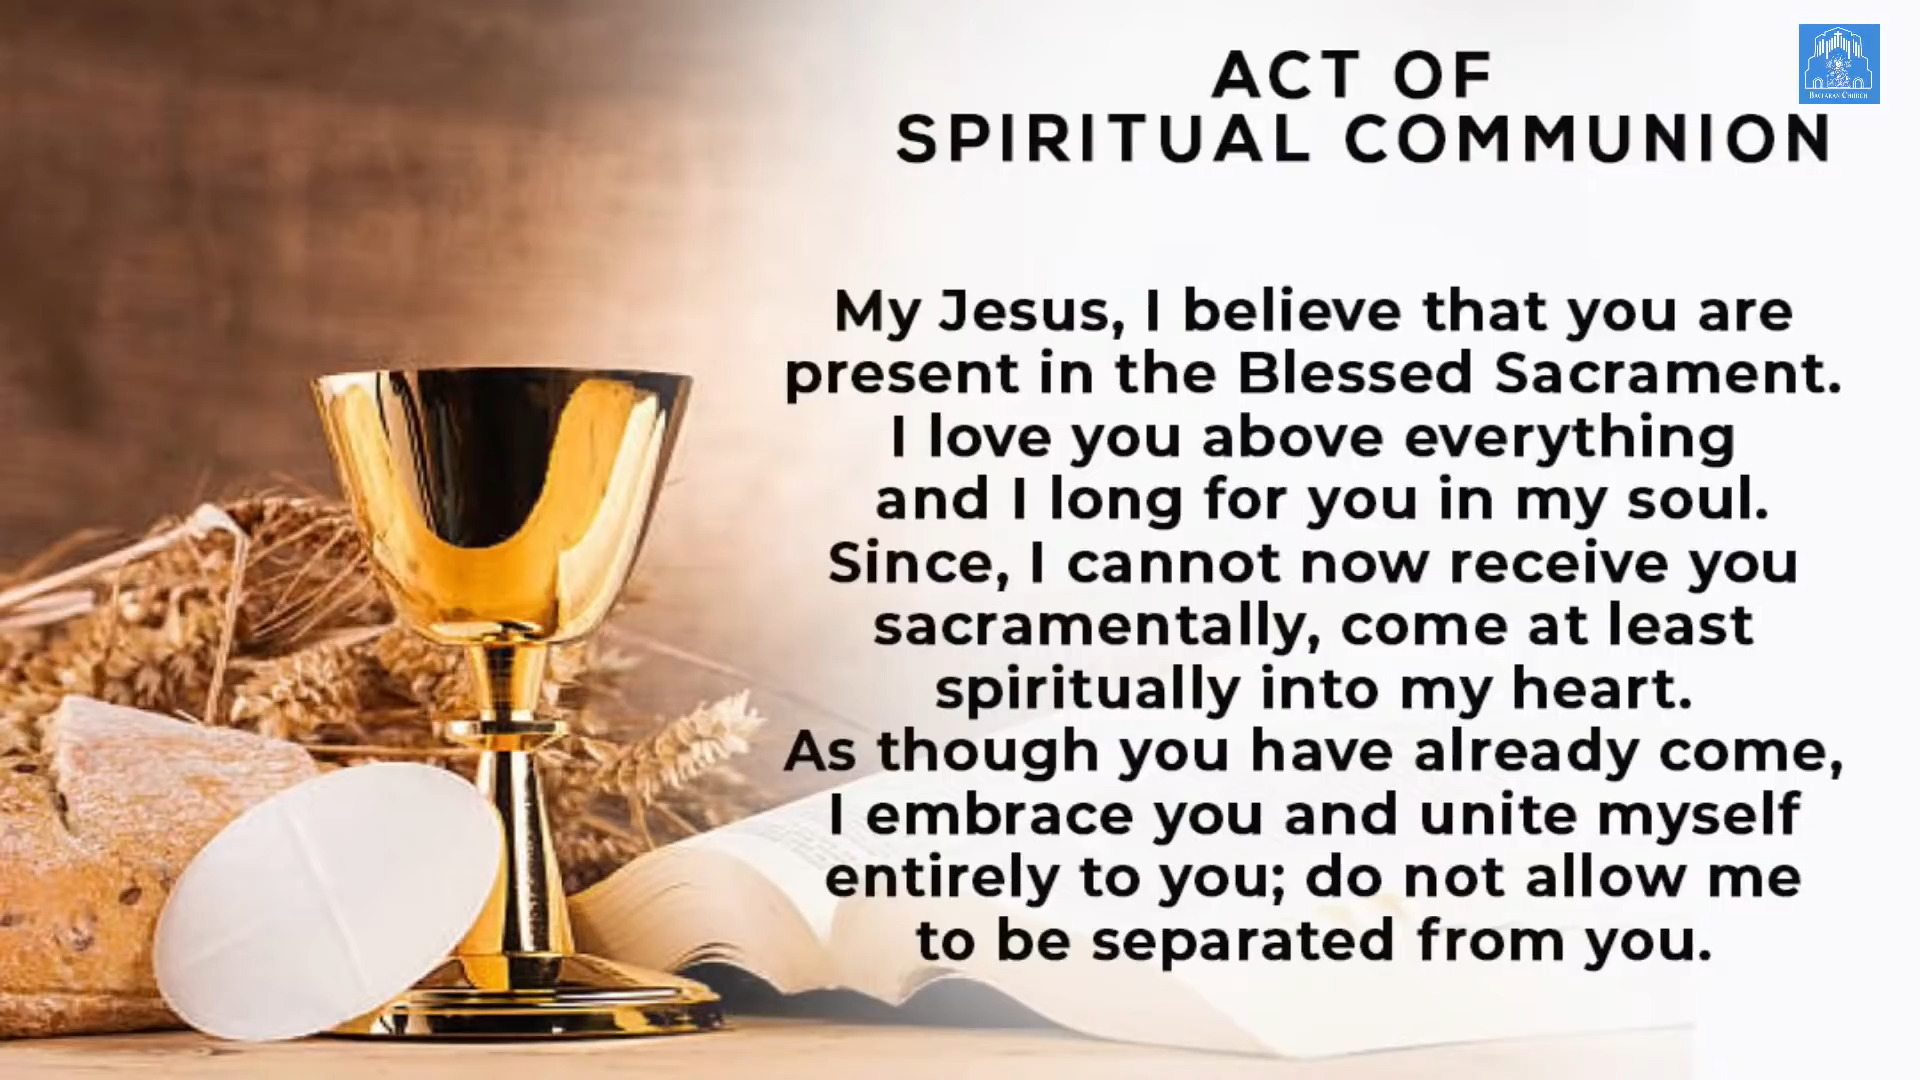 ACT OF
SPIRITUAL COMMUNION
BACLARAN CHURCH
My Jesus, I believe that you are
present in the Blessed Sacrament.
I love you above everything
and I long for you in my soul.
Since, I cannot now receive you
sacramentally, come at least
spiritually into my heart.
As though you have already come,
I embrace you and unite myself
entirely to you; do not allow me
to be separated from you.